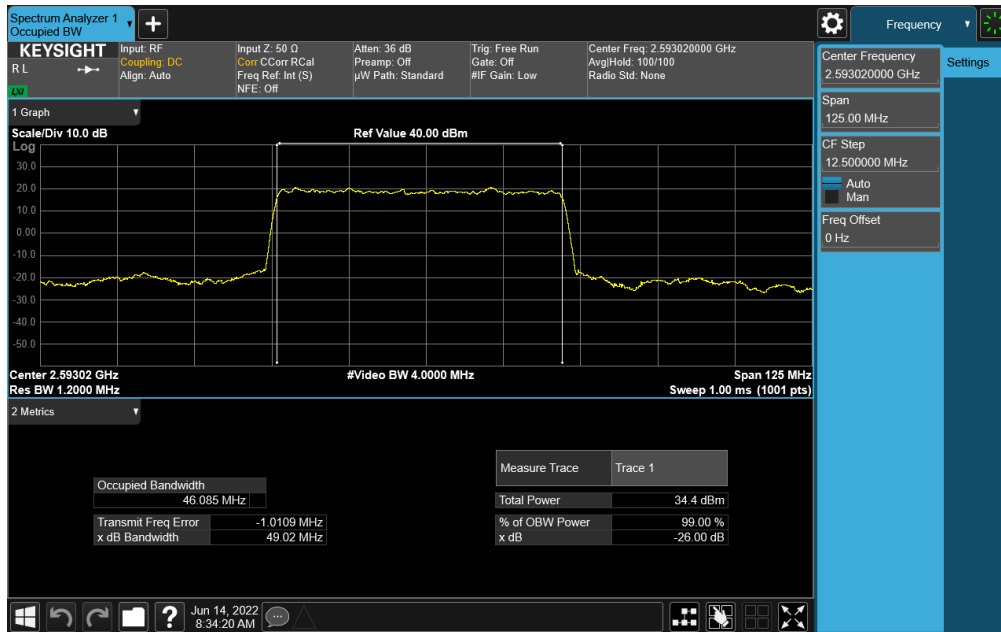 Spectrum Analyzer 1
Occupied BW
Frequency
KEYSIGHT
R L
LXI
Input: RF
Coupling: DC
Align: Auto
Input Z: 50 Ω
Corr CCorr RCal
Freq Ref: Int (S)
NFE: Off
Atten: 36 dB
Preamp: Off
µW Path: Standard
Trig: Free Run
Gate: Off
#IF Gain: Low
Center Freq: 2.593020000 GHz
Avg|Hold: 100/100
Radio Std: None
Center Frequency
2.593020000 GHz
Settings
Span
125.00 MHz
CF Step
12.500000 MHz
Auto
Man
Freq Offset
0 Hz
1 Graph
Scale/Div 10.0 dB
Ref Value 40.00 dBm
Log
30.0
20.0
10.0
0.00
-10.0
-20.0
-30.0
-40.0
-50.0
Center 2.59302 GHz
#Video BW 4.0000 MHz
Span 125 MHz
Res BW 1.2000 MHz
Sweep 1.00 ms (1001 pts)
2 Metrics
Measure Trace
Trace 1
Occupied Bandwidth
46.085 MHz
Total Power
34.4 dBm
Transmit Freq Error
-1.0109 MHz
% of OBW Power
99.00 %
x dB Bandwidth
49.02 MHz
x dB
-26.00 dB
?
Jun 14, 2022
8:34:20 AM